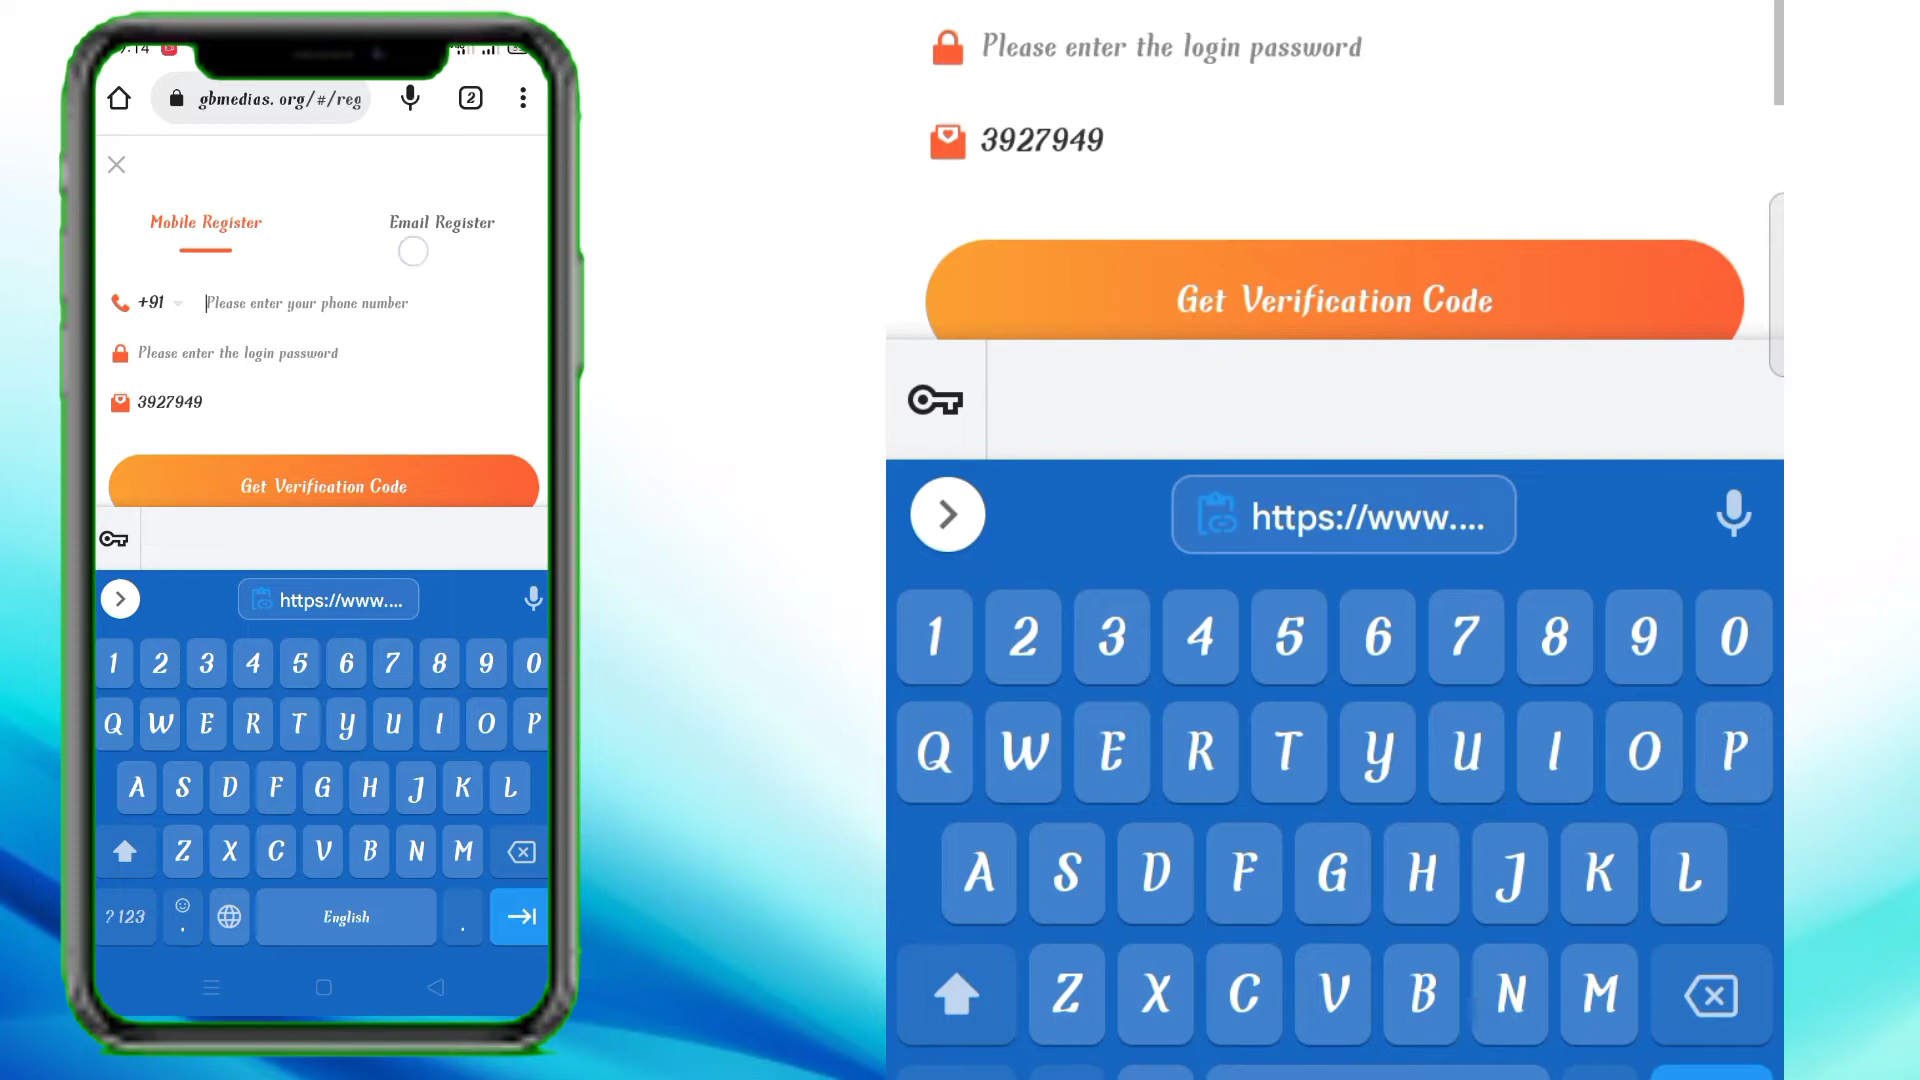 gbmedias. org/#/reg
2
Mobile Register
Email Register
+91
Please enter your phone number
Please enter the login password
3927949
Get Verification Code
https://www....
1 2 3 4 5 6 7 8 9 0
Q W E R T Y U I O P
A S D F G H J K L
Z X C V B N M
?123
,
English
.
Please enter the login password
3927949
Get Verification Code
https://www....
1 2 3 4 5 6 7 8 9 0
Q W E R T Y U I O P
A S D F G H J K L
Z X C V B N M